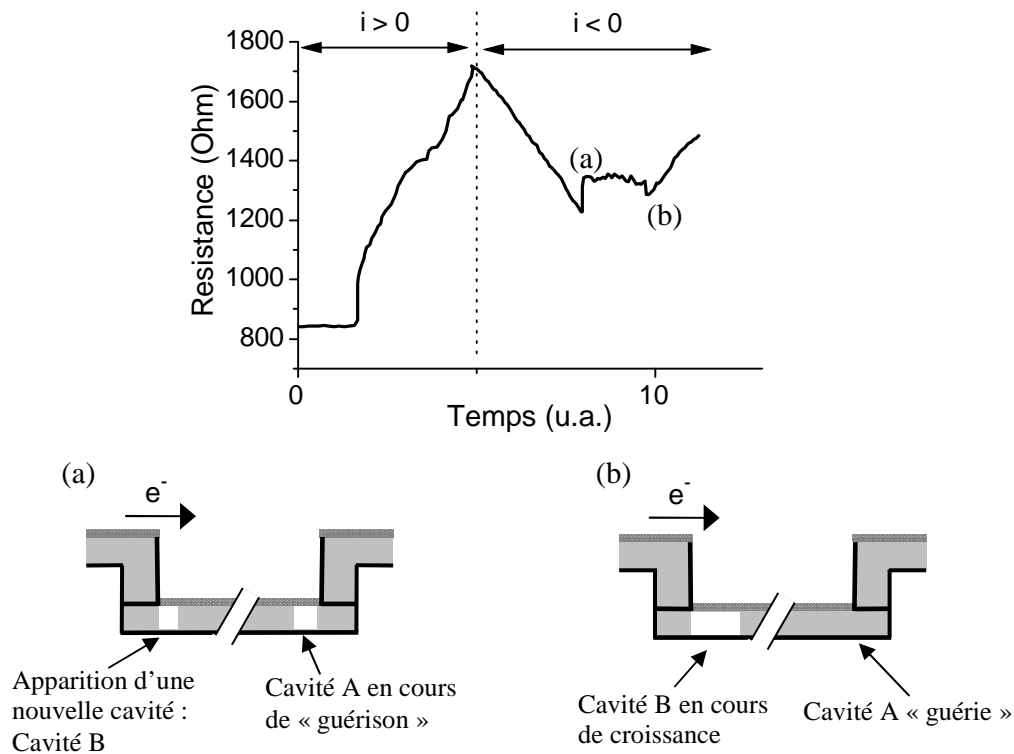 i > 0
i < 0
1800
1600
1400
1200
1000
800
Resistance (Ohm)
(a)
(b)
0
10
Temps (u.a.)
(a)
e-
Apparition d’une
nouvelle cavité :
Cavité B
Cavité A en cours
de « guérison »
(b)
e-
Cavité B en cours
de croissance
Cavité A « guérie »